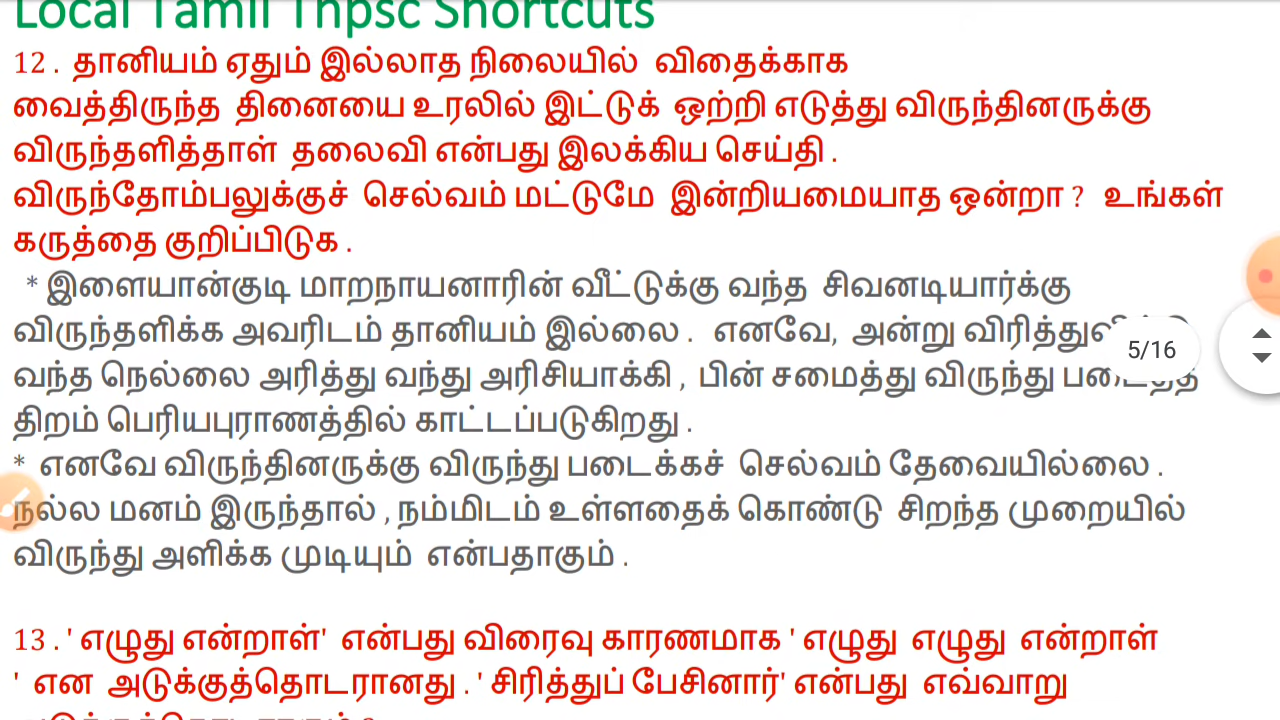 Local Tamil Tnpsc Shortcuts
12 . தானியம் ஏதும் இல்லாத நிலையில் விதைக்காக
வைத்திருந்த தினையை உரலில் இட்டுக் ஒற்றி எடுத்து விருந்தினருக்கு
விருந்தளித்தாள் தலைவி என்பது இலக்கிய செய்தி .
விருந்தோம்பலுக்குச் செல்வம் மட்டுமே இன்றியமையாத ஒன்றா ? உங்கள்
கருத்தை குறிப்பிடுக .
* இளையான்குடி மாறநாயனாரின் வீட்டுக்கு வந்த சிவனடியார்க்கு
விருந்தளிக்க அவரிடம் தானியம் இல்லை . எனவே, அன்று
5/16
வந்த நெல்லை அரித்து வந்து அரிசியாக்கி , பின் சமைத்து விருந்து படைத்த
திறம் பெரியபுராணத்தில் காட்டப்படுகிறது .
* எனவே விருந்தினருக்கு விருந்து படைக்கச் செல்வம் தேவையில்லை .
நல்ல மனம் இருந்தால் , நம்மிடம் உள்ளதைக் கொண்டு சிறந்த முறையில்
விருந்து அளிக்க முடியும் என்பதாகும் .
13 . ' எழுது என்றாள்' என்பது விரைவு காரணமாக ' எழுது எழுது என்றாள்
' என அடுக்குத்தொடரானது . ' சிரித்துப் பேசினார்' என்பது எவ்வாறு